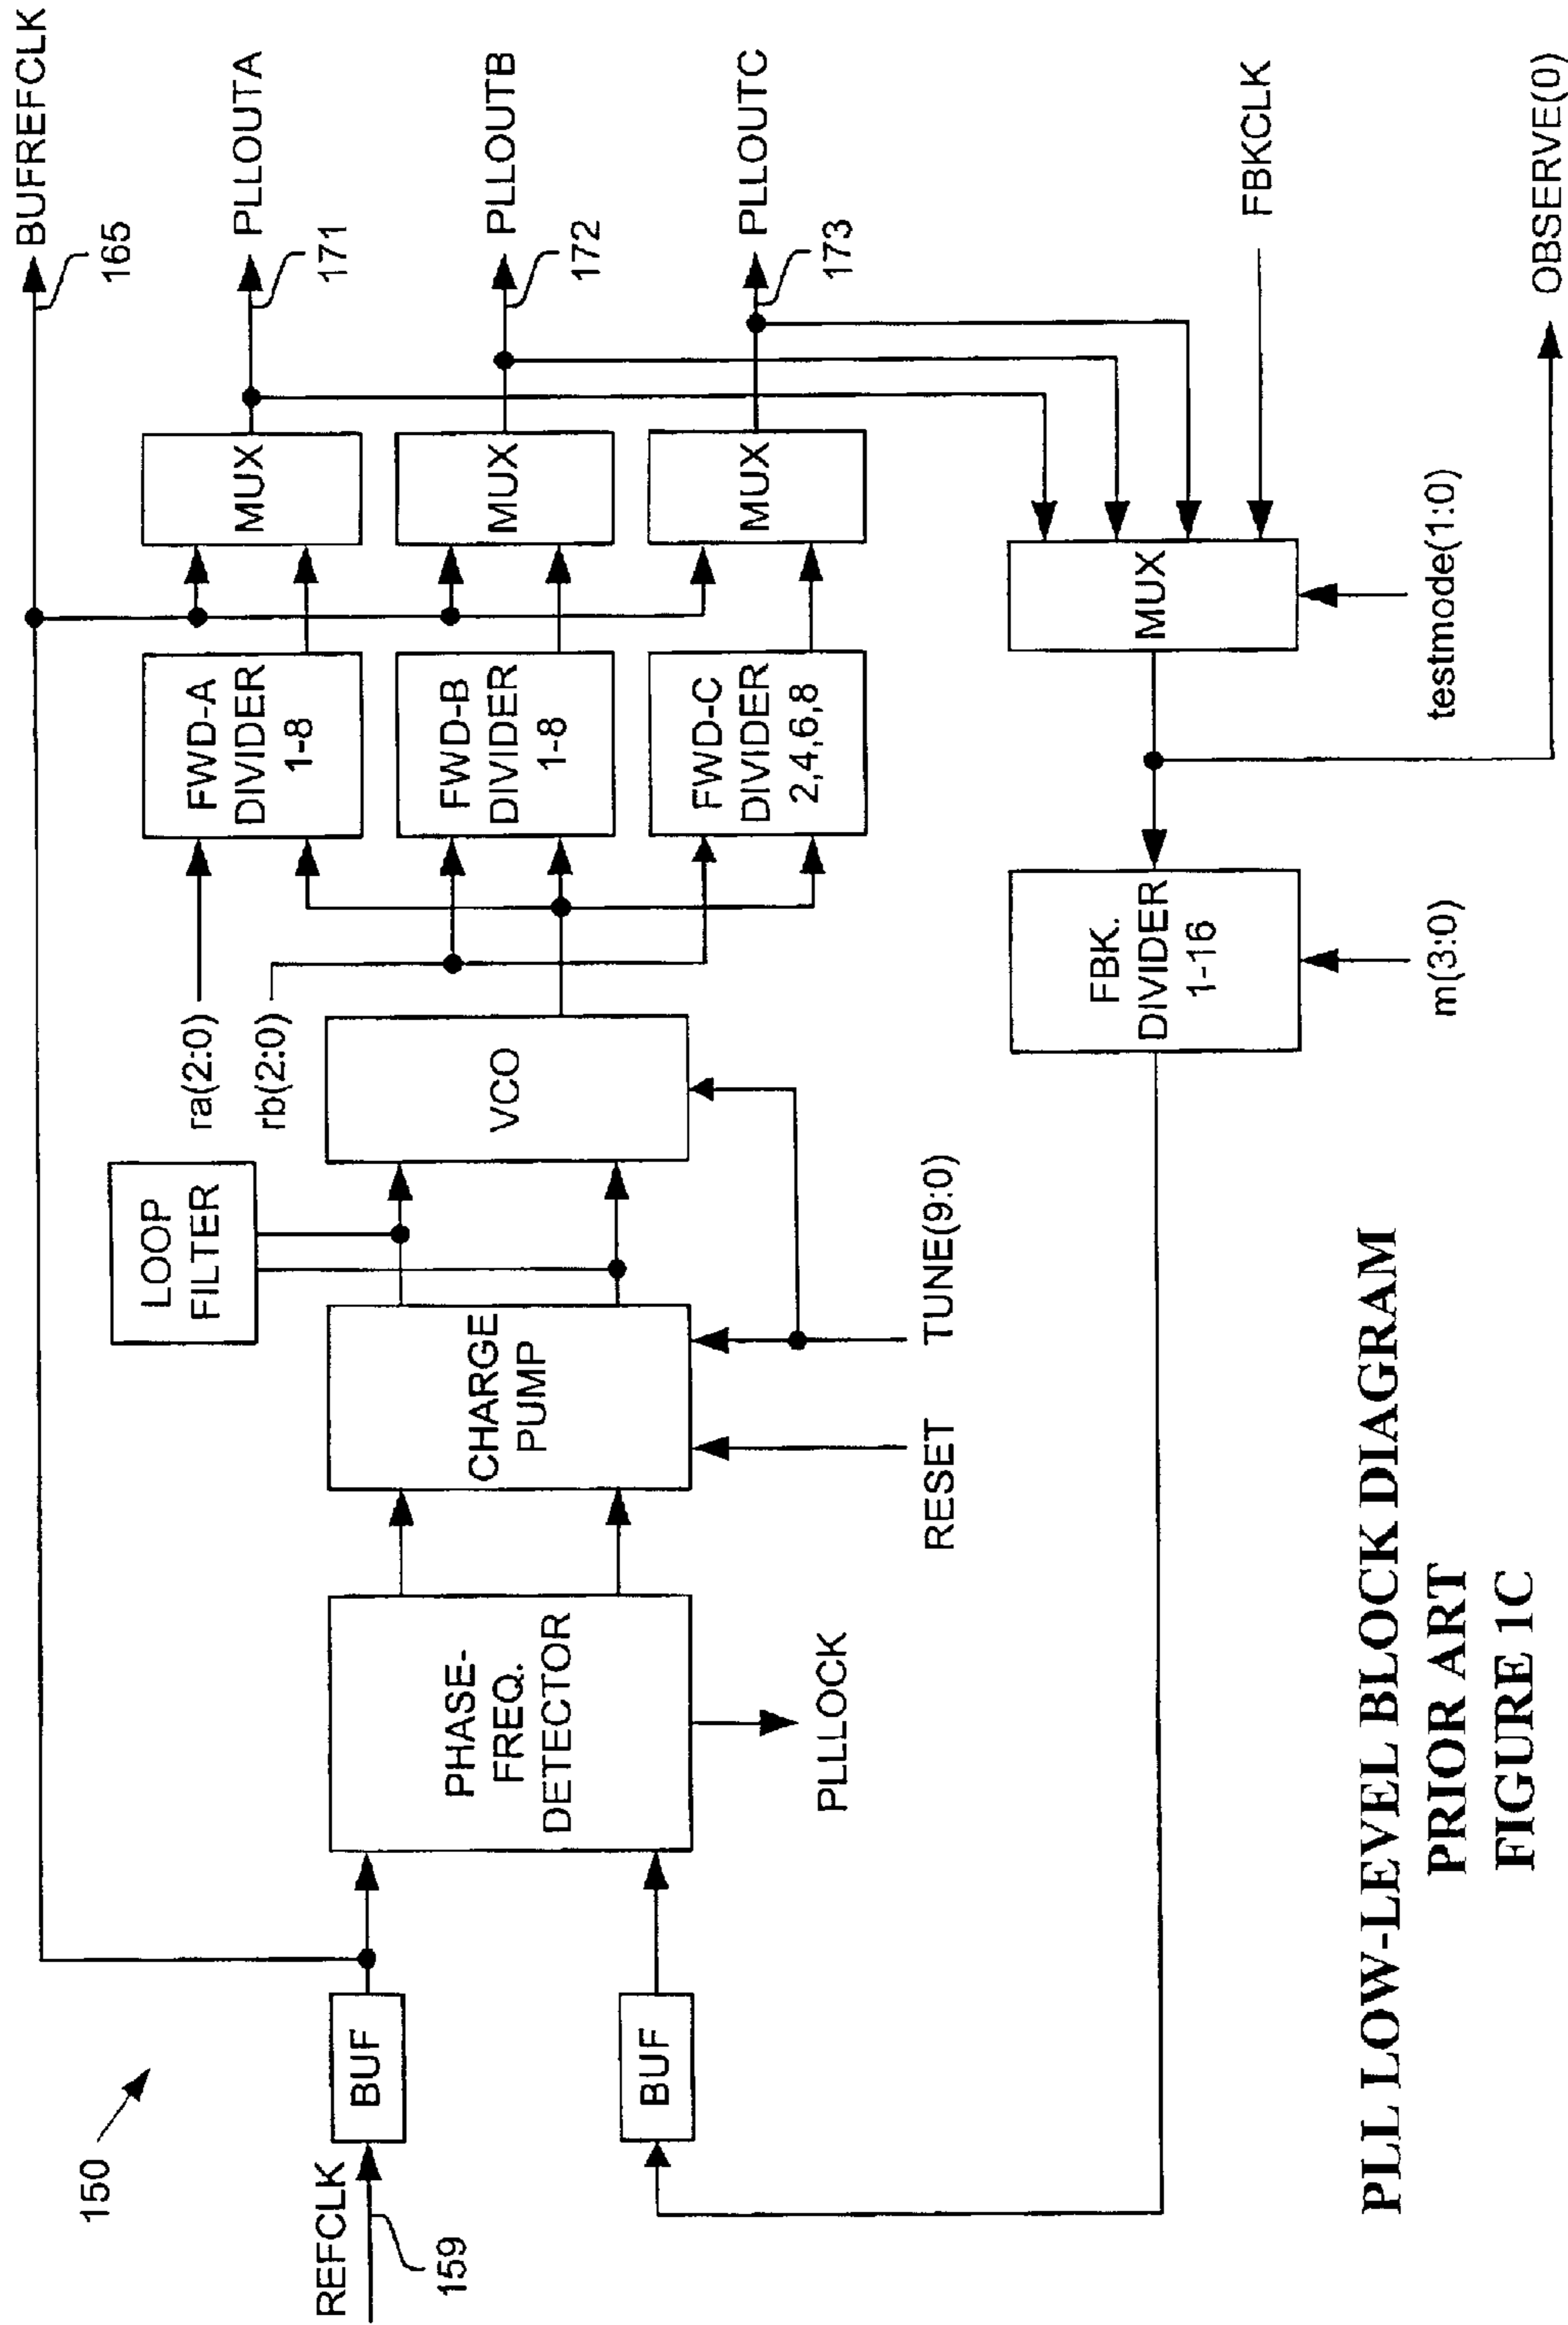 150
REFCLK
159
BUF
BUF
PHASE-
FREQ.
DETECTOR
PLLLOCK
CHARGE
PUMP
RESET
TUNE(9:0)
LOOP
FILTER
VCO
ra(2:0)
rb(2:0)
FWD-A
DIVIDER
1-8
FWD-B
DIVIDER
1-8
FWD-C
DIVIDER
2,4,6,8
MUX
MUX
MUX
BUFREFCLK
165
PLLOUTA
171
PLLOUTB
172
PLLOUTC
173
FBK.
DIVIDER
1-16
m(3:0)
MUX
testmode(1:0)
FBKCLK
OBSERVE(0)
PLL LOW-LEVEL BLOCK DIAGRAM
PRIOR ART
FIGURE 1C